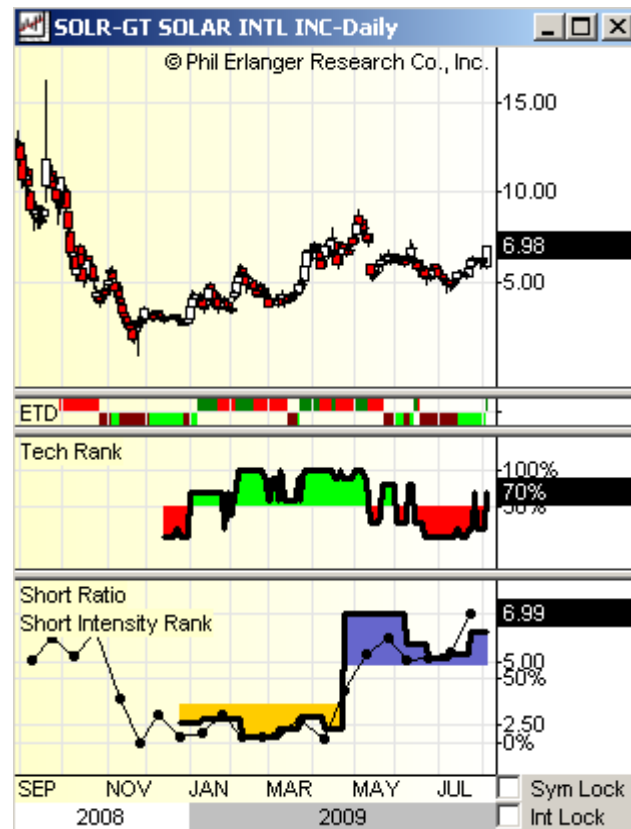 SOLR-GT SOLAR INTL INC-Daily
© Phil Erlanger Research Co., Inc.
15.00
10.00
6.98
5.00
ETD
Tech Rank
100%
70%
50%
Short Ratio
Short Intensity Rank
6.99
5.00
50%
2.50
0%
SEP NOV JAN MAR MAY JUL
2008 2009
Sym Lock
Int Lock